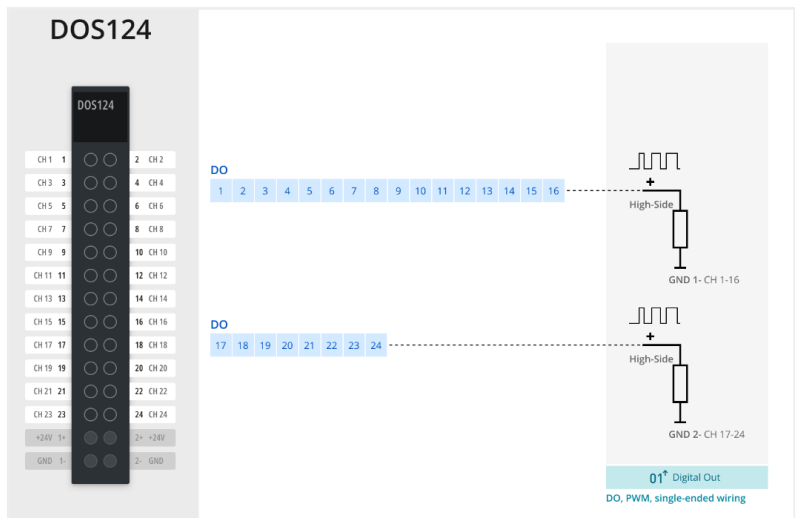 DOS124
DOS124
CH 1 1 2 CH 2
CH 3 3 4 CH 4
CH 5 5 6 CH 6
CH 7 7 8 CH 8
CH 9 9 10 CH 10
CH 11 11 12 CH 12
CH 13 13 14 CH 14
CH 15 15 16 CH 16
CH 17 17 18 CH 18
CH 19 19 20 CH 20
CH 21 21 22 CH 22
CH 23 23 24 CH 24
+24V 1+ 2+ +24V
GND 1- 2- GND
DO
1 2 3 4 5 6 7 8 9 10 11 12 13 14 15 16
+
High-Side
GND 1- CH 1-16
DO
17 18 19 20 21 22 23 24
+
High-Side
GND 2- CH 17-24
01↑ Digital Out
DO, PWM, single-ended wiring